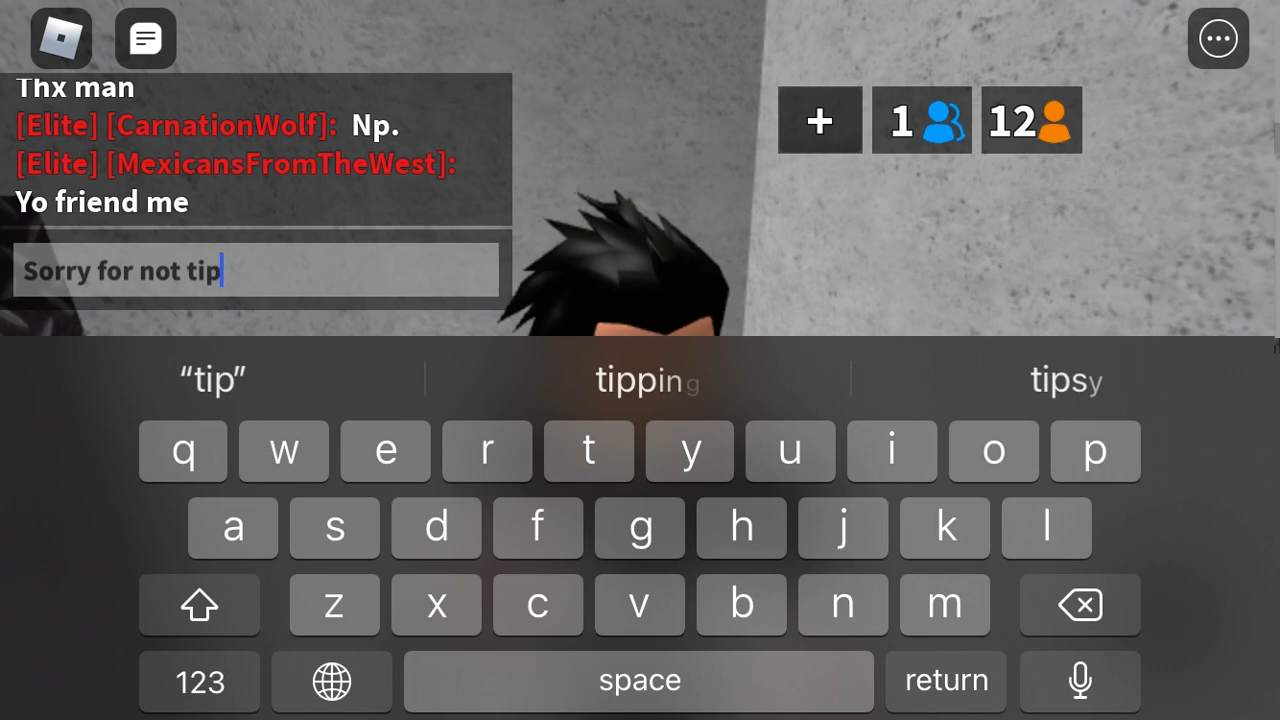 Thx man
[Elite] [CarnationWolf]: Np.
[Elite] [MexicansFromTheWest]:
Yo friend me
+ 1 12
Sorry for not tip
“tip” tipping tipsy
q w e r t y u i o p
a s d f g h j k l
z x c v b n m
123 space return